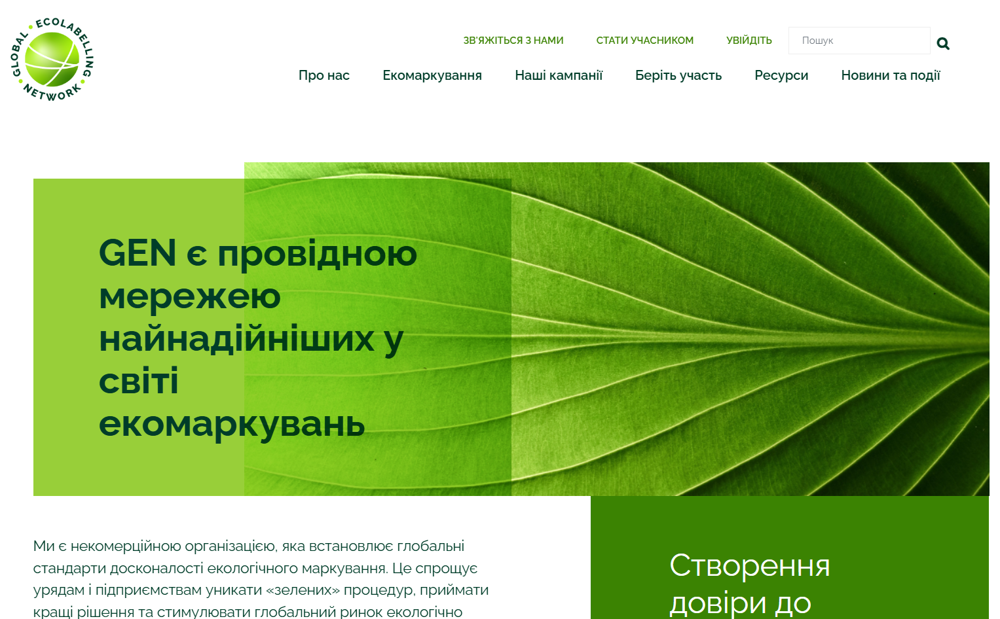 GLOBAL • ECOLABELLING • NETWORK •
ЗВ'ЯЖІТЬСЯ З НАМИ СТАТИ УЧАСНИКОМ УВІЙДІТЬ Пошук
Про нас Екомаркування Наші кампанії Беріть участь Ресурси Новини та події
GEN є провідною
мережею
найнадійніших у
світі
екомаркувань
Ми є некомерційною організацією, яка встановлює глобальні
стандарти досконалості екологічного маркування. Це спрощує
урядам і підприємствам уникати «зелених» процедур, приймати
кращі рішення та стимулювати глобальний ринок екологічно
Створення
довіри до